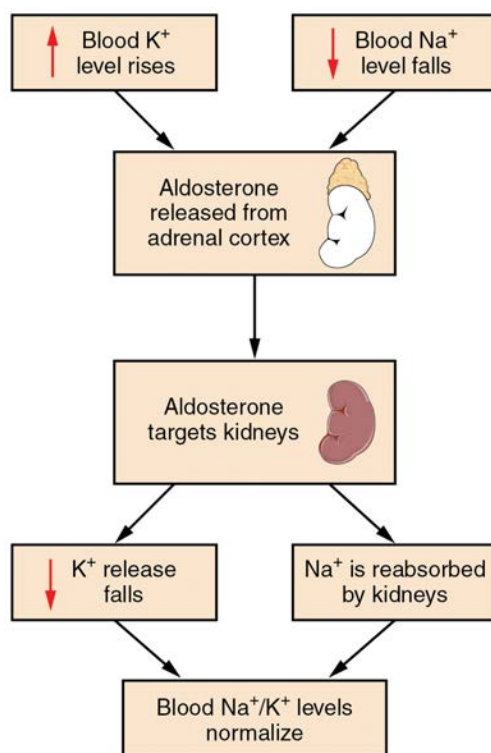 Blood K⁺
level rises
Blood Na⁺
level falls
Aldosterone
released from
adrenal cortex
Aldosterone
targets kidneys
K⁺ release
falls
Na⁺ is reabsorbed
by kidneys
Blood Na⁺/K⁺ levels
normalize